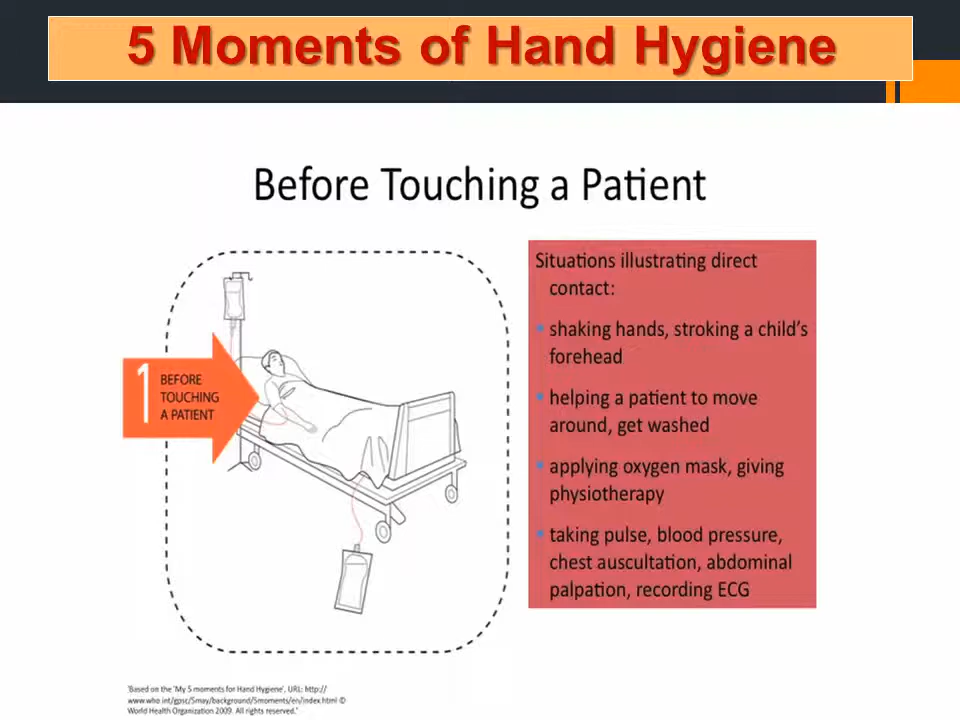 5 Moments of Hand Hygiene
Before Touching a Patient
1 BEFORE
TOUCHING
A PATIENT
Situations illustrating direct
contact:
▪ shaking hands, stroking a child's
forehead
▪ helping a patient to move
around, get washed
▪ applying oxygen mask, giving
physiotherapy
▪ taking pulse, blood pressure,
chest auscultation, abdominal
palpation, recording ECG
'Based on the 'My 5 moments for Hand Hygiene', URL: http://
www.who.int/gpsc/5may/background/5moments/en/index.html ©
World Health Organization 2009. All rights reserved.'